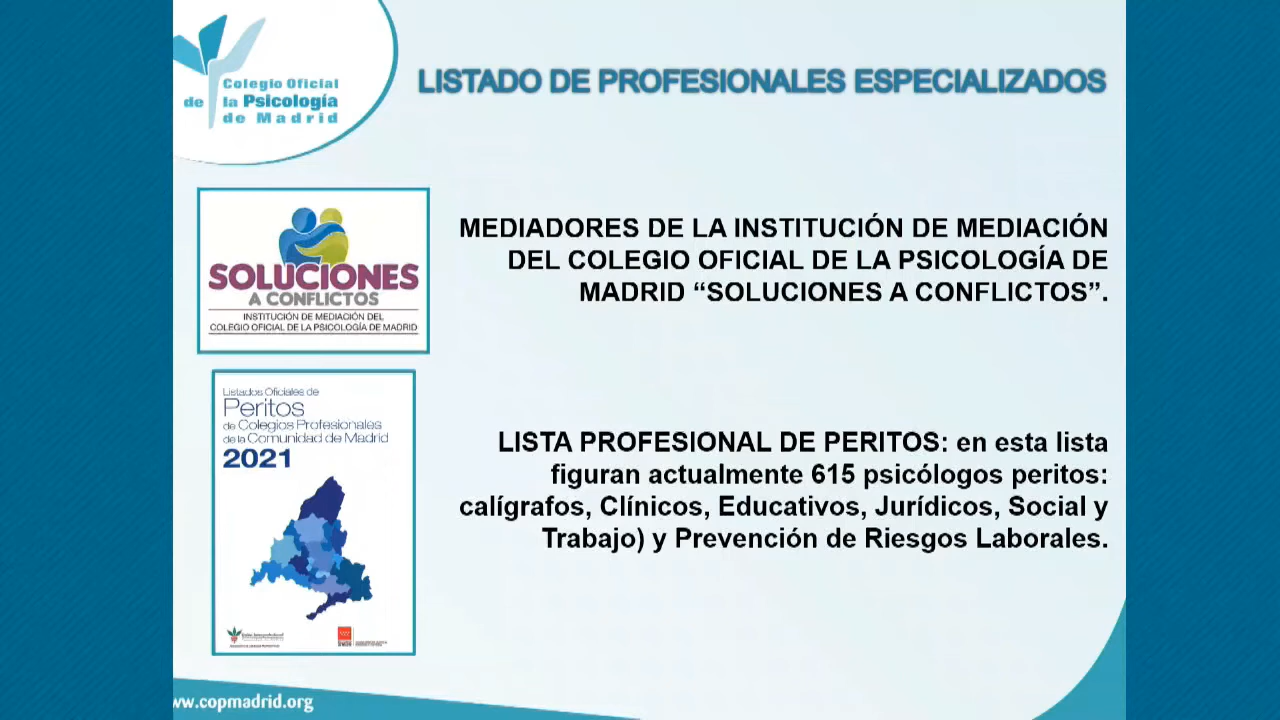 Colegio Oficial
de la Psicología
de Madrid
LISTADO DE PROFESIONALES ESPECIALIZADOS
SOLUCIONES
A CONFLICTOS
INSTITUCIÓN DE MEDIACIÓN DEL
COLEGIO OFICIAL DE LA PSICOLOGÍA DE MADRID
MEDIADORES DE LA INSTITUCIÓN DE MEDIACIÓN
DEL COLEGIO OFICIAL DE LA PSICOLOGÍA DE
MADRID “SOLUCIONES A CONFLICTOS”.
Listados Oficiales de
Peritos
de Colegios Profesionales
de la Comunidad de Madrid
2021
LISTA PROFESIONAL DE PERITOS: en esta lista
figuran actualmente 615 psicólogos peritos:
calígrafos, Clínicos, Educativos, Jurídicos, Social y
Trabajo) y Prevención de Riesgos Laborales.
ww.copmadrid.org